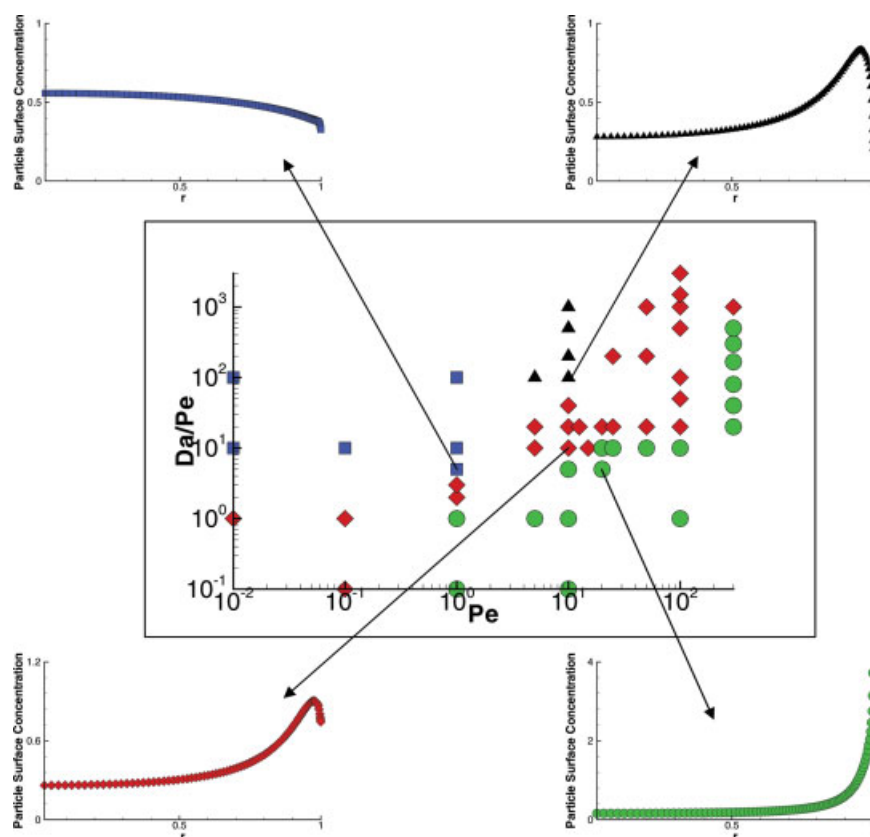 1
0.5
0
0.5
1
r
Particle Surface Concentration
1
0.5
0
0.5
r
Particle Surface Concentration
10³
10²
10¹
10⁰
10⁻¹
Da/Pe
10⁻²
10⁻¹
10⁰
10¹
10²
Pe
1.2
0.6
0
0.5
1
r
Particle Surface Concentration
4
2
0
0.5
r
Particle Surface Concentration